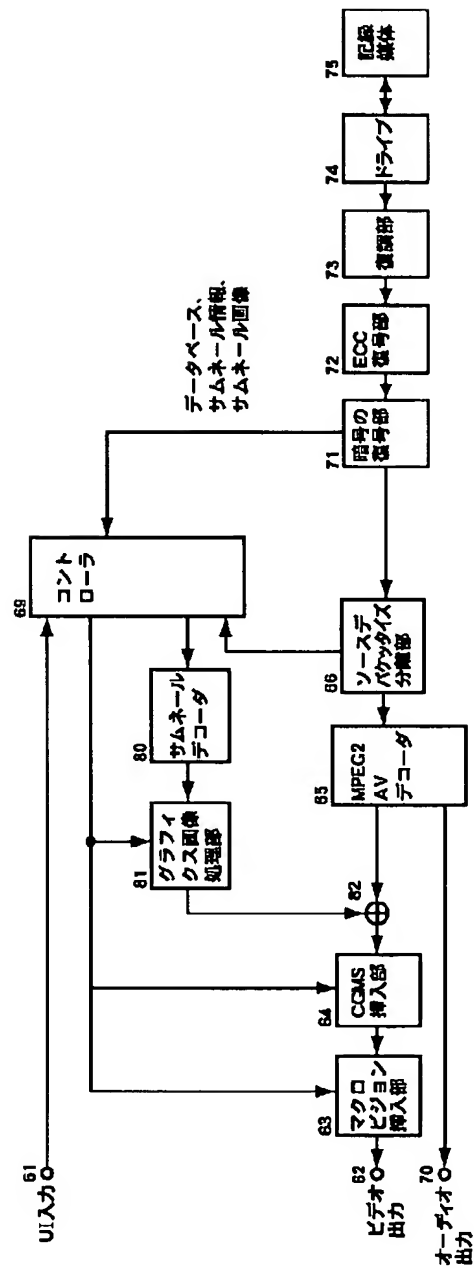 UI入力
61
62
ビデオ
出力
70
オーディオ
出力
63
マクロ
ビジョン
挿入部
64
CGMS
挿入部
82
81
グラフィ
クス画像
処理部
80
サムネール
デコーダ
65
MPEG2
AV
デコーダ
66
ソースデ
パケッタイズ
分離部
69
コント
ローラ
データベース、
サムネール情報、
サムネール画像
71
暗号の
復号部
72
ECC
復号部
73
復調部
74
ドライブ
75
記録
媒体